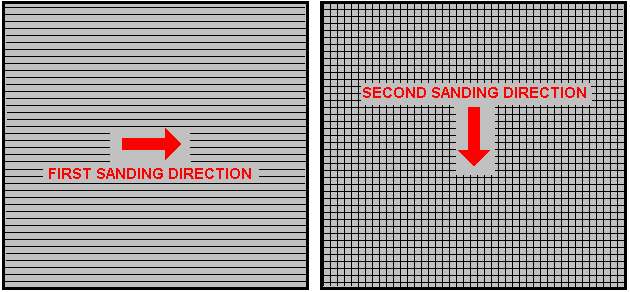 FIRST SANDING DIRECTION
SECOND SANDING DIRECTION